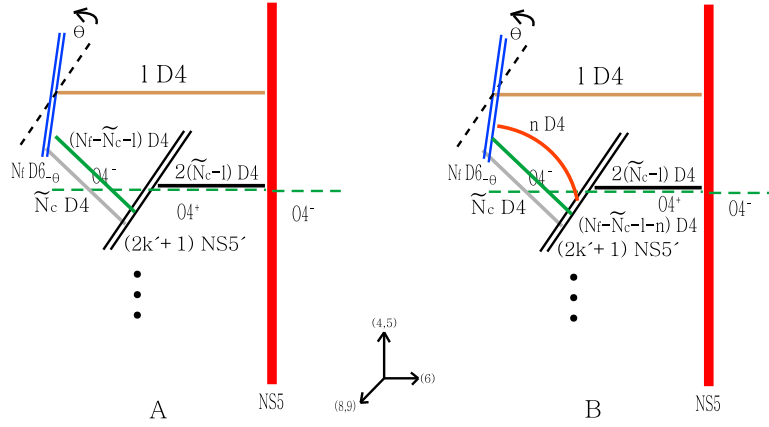 θ
l D4
(Nf-Ñc-l) D4
Nf D6-θ
O4-
2(Ñc-l) D4
Ñc D4
O4+
O4-
(2k′+1) NS5′
NS5
A
(4,5)
(6)
(8,9)
θ
l D4
n D4
Nf D6-θ
O4-
2(Ñc-l) D4
Ñc D4
O4+
O4-
(Nf-Ñc-l-n) D4
(2k′+1) NS5′
NS5
B